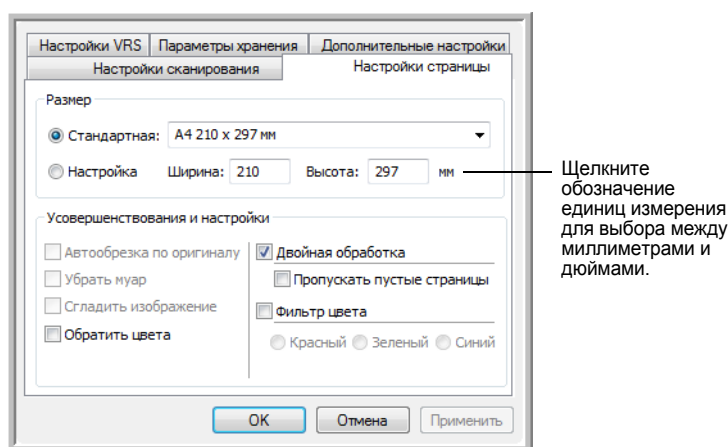 Настройки VRS Параметры хранения Дополнительные настройки
Настройки сканирования Настройки страницы
Размер
Стандартная: A4 210 x 297 мм
Настройка Ширина: 210 Высота: 297 мм
Щелкните
обозначение
единиц измерения
для выбора между
миллиметрами и
дюймами.
Усовершенствования и настройки
Автообрезка по оригиналу
Убрать муар
Сгладить изображение
Обратить цвета
Двойная обработка
Пропускать пустые страницы
Фильтр цвета
Красный Зеленый Синий
OK Отмена Применить